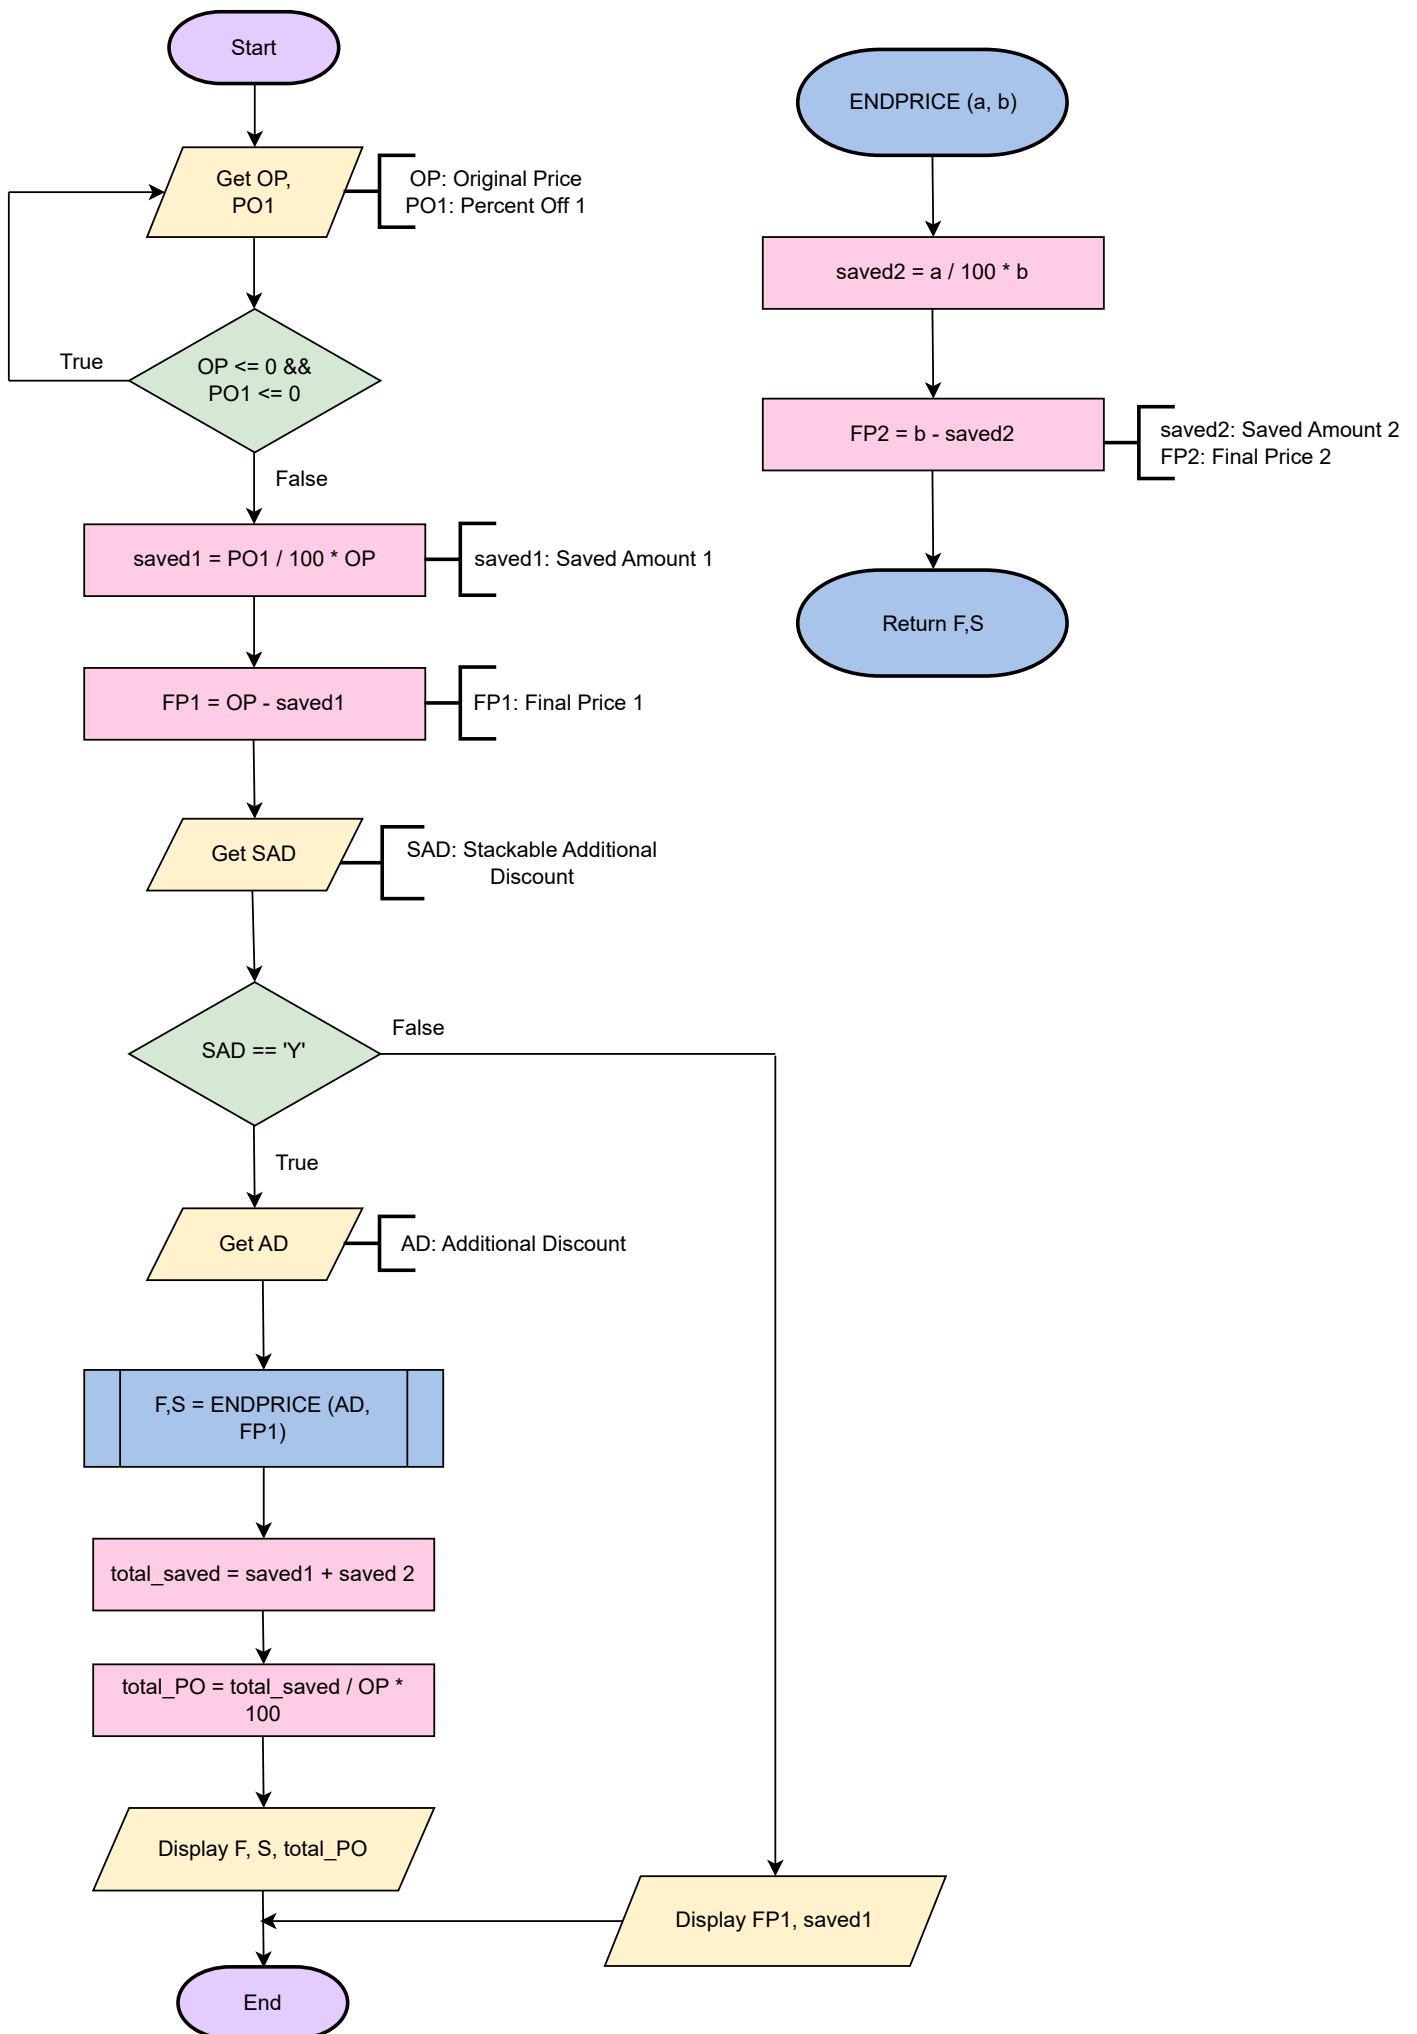 Start
Get OP,
PO1
OP: Original Price
PO1: Percent Off 1
OP <= 0 &&
PO1 <= 0
True
False
saved1 = PO1 / 100 * OP
saved1: Saved Amount 1
FP1 = OP - saved1
FP1: Final Price 1
Get SAD
SAD: Stackable Additional
Discount
SAD == 'Y'
False
True
Get AD
AD: Additional Discount
F,S = ENDPRICE (AD,
FP1)
total_saved = saved1 + saved 2
total_PO = total_saved / OP *
100
Display F, S, total_PO
Display FP1, saved1
End
ENDPRICE (a, b)
saved2 = a / 100 * b
FP2 = b - saved2
saved2: Saved Amount 2
FP2: Final Price 2
Return F,S